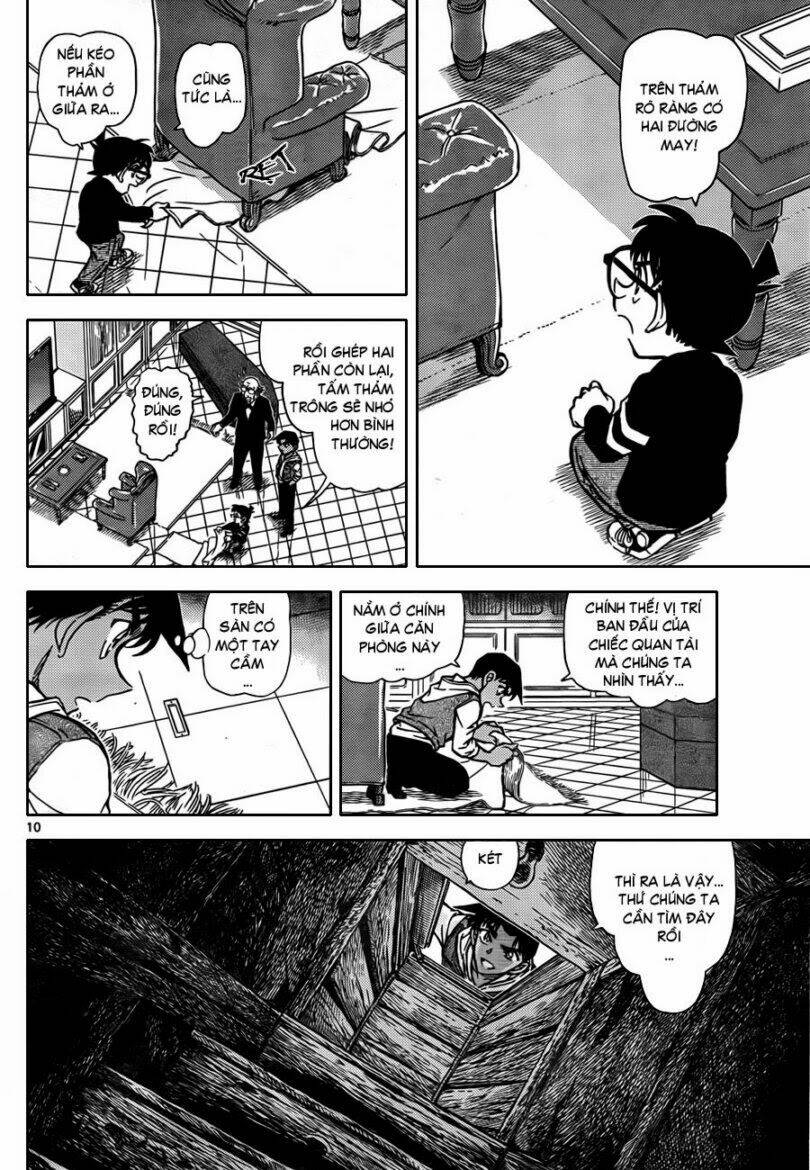 TRÊN THẢM
RÕ RÀNG CÓ
HAI ĐƯỜNG
MAY!
CŨNG
TỨC LÀ...
NẾU KÉO
PHẦN
THẢM Ở
GIỮA RA...
RẸT
RỒI GHÉP HAI
PHẦN CÒN LẠI,
TẤM THẢM
TRÔNG SẼ NHỚ
HƠN BÌNH
THƯỜNG!
ĐÚNG,
ĐÚNG
RỒI!
CHÍNH THẾ! VỊ TRÍ
BAN ĐẦU CỦA
CHIẾC QUAN TÀI
MÀ CHÚNG TA
NHÌN THẤY...
NẰM Ở CHÍNH
GIỮA CĂN
PHÒNG NÀY
...
TRÊN
SÀN CÓ
MỘT TAY
CẦM
...
10
THÌ RA LÀ VẬY...
THỨ CHÚNG TA
CẦN TÌM ĐÂY
RỒI
...
KÉT